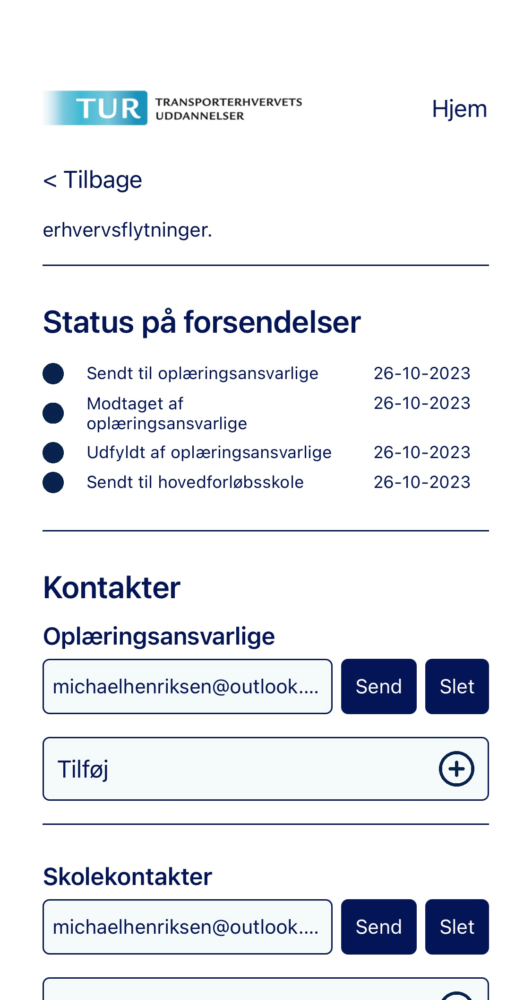 TUR
TRANSPORTERHVERVETS
UDDANNELSER
Hjem
< Tilbage
erhvervsflytninger.
Status på forsendelser
Sendt til oplæringsansvarlige 26-10-2023
Modtaget af 26-10-2023
oplæringsansvarlige
Udfyldt af oplæringsansvarlige 26-10-2023
Sendt til hovedforløbsskole 26-10-2023
Kontakter
Oplæringsansvarlige
michaelhenriksen@outlook.... Send Slet
Tilføj
Skolekontakter
michaelhenriksen@outlook.... Send Slet